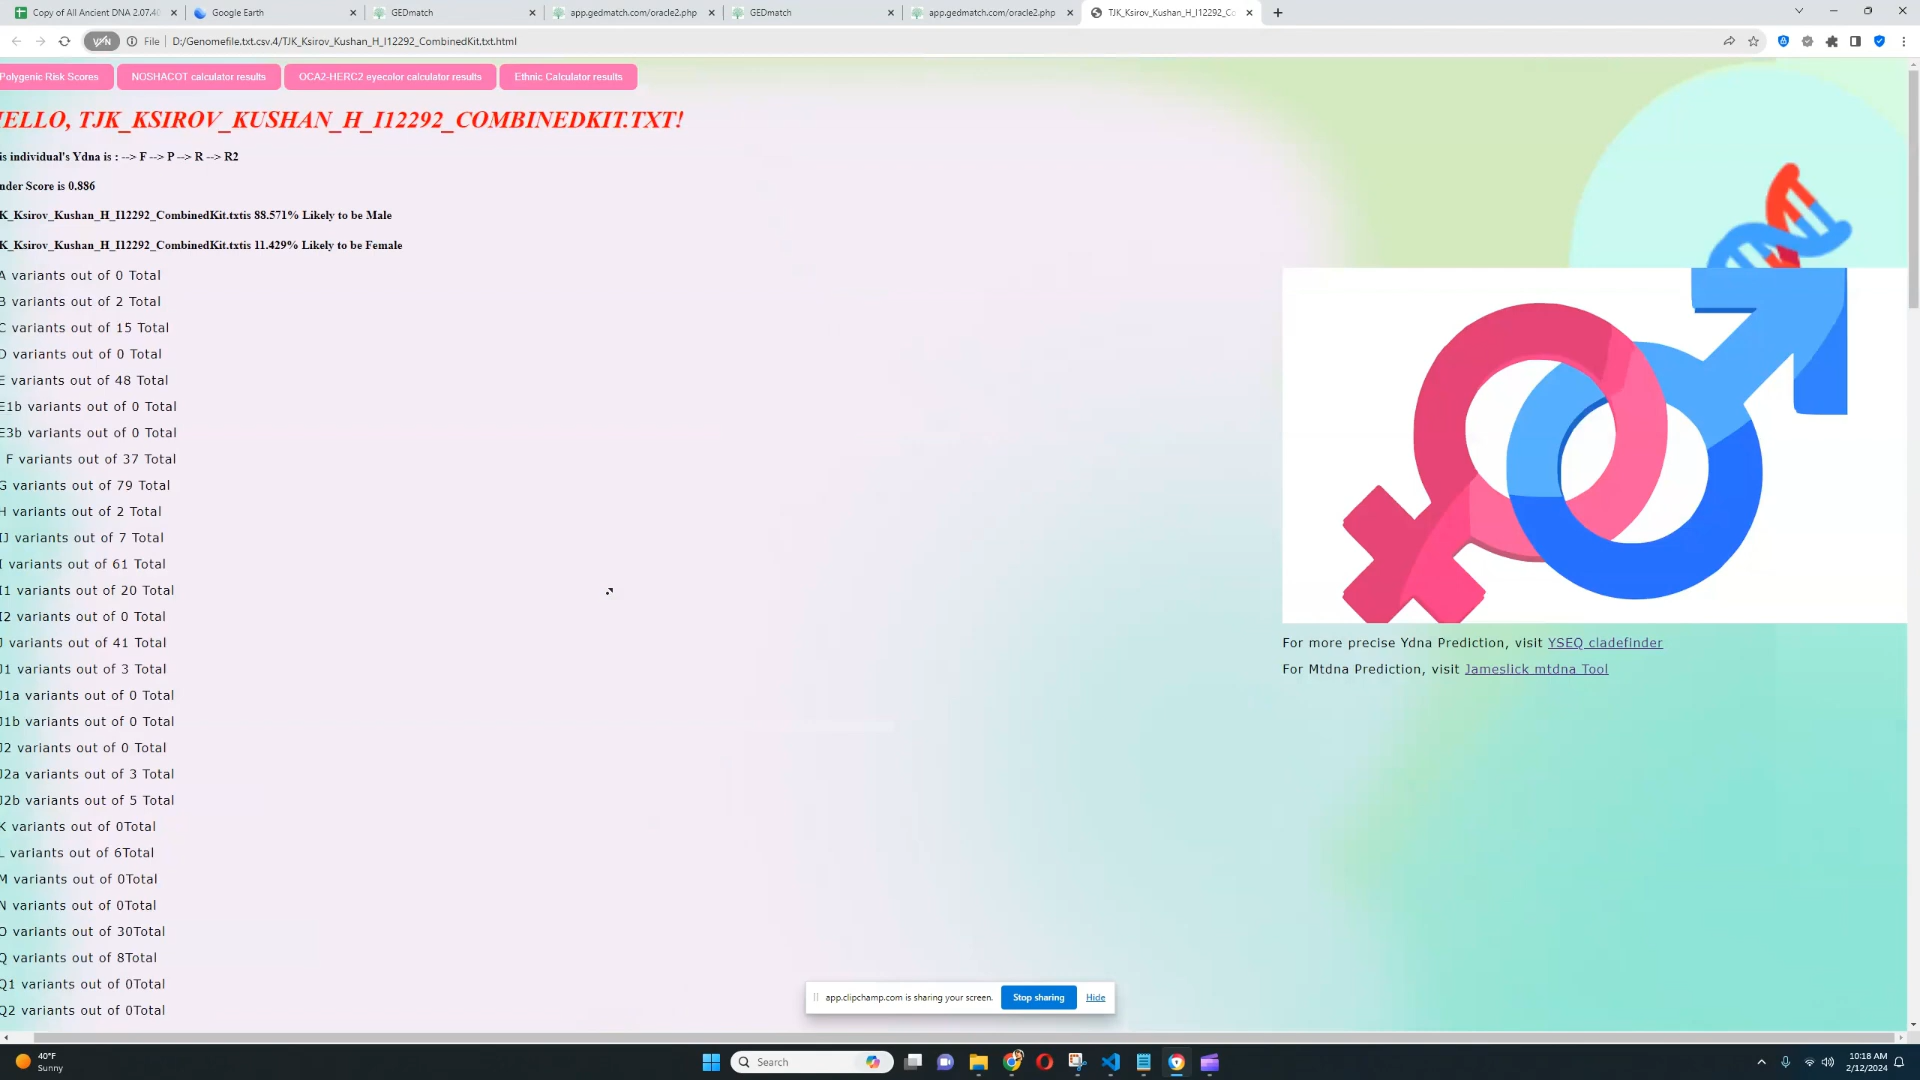 Copy of All Ancient DNA 2.07.40
Google Earth
GEDmatch
app.gedmatch.com/oracle2.php
GEDmatch
app.gedmatch.com/oracle2.php
TJK_Ksirov_Kushan_H_I12292_Co
VPN
File
D:/Genomefile.txt.csv.4/TJK_Ksirov_Kushan_H_I12292_CombinedKit.txt.html
Polygenic Risk Scores
NOSHACOT calculator results
OCA2-HERC2 eyecolor calculator results
Ethnic Calculator results
ELLO, TJK_KSIROV_KUSHAN_H_I12292_COMBINEDKIT.TXT!
is individual's Ydna is : --> F --> P --> R --> R2
nder Score is 0.886
K_Ksirov_Kushan_H_I12292_CombinedKit.txtis 88.571% Likely to be Male
K_Ksirov_Kushan_H_I12292_CombinedKit.txtis 11.429% Likely to be Female
A variants out of 0 Total
B variants out of 2 Total
C variants out of 15 Total
D variants out of 0 Total
E variants out of 48 Total
E1b variants out of 0 Total
E3b variants out of 0 Total
F variants out of 37 Total
G variants out of 79 Total
H variants out of 2 Total
IJ variants out of 7 Total
I variants out of 61 Total
I1 variants out of 20 Total
I2 variants out of 0 Total
J variants out of 41 Total
J1 variants out of 3 Total
J1a variants out of 0 Total
J1b variants out of 0 Total
J2 variants out of 0 Total
J2a variants out of 3 Total
J2b variants out of 5 Total
K variants out of 0Total
L variants out of 6Total
M variants out of 0Total
N variants out of 0Total
O variants out of 30Total
Q variants out of 8Total
Q1 variants out of 0Total
Q2 variants out of 0Total
For more precise Ydna Prediction, visit YSEQ cladefinder
For Mtdna Prediction, visit Jameslick mtdna Tool
app.clipchamp.com is sharing your screen.
Stop sharing
Hide
40°F
Sunny
Search
10:18 AM
2/12/2024